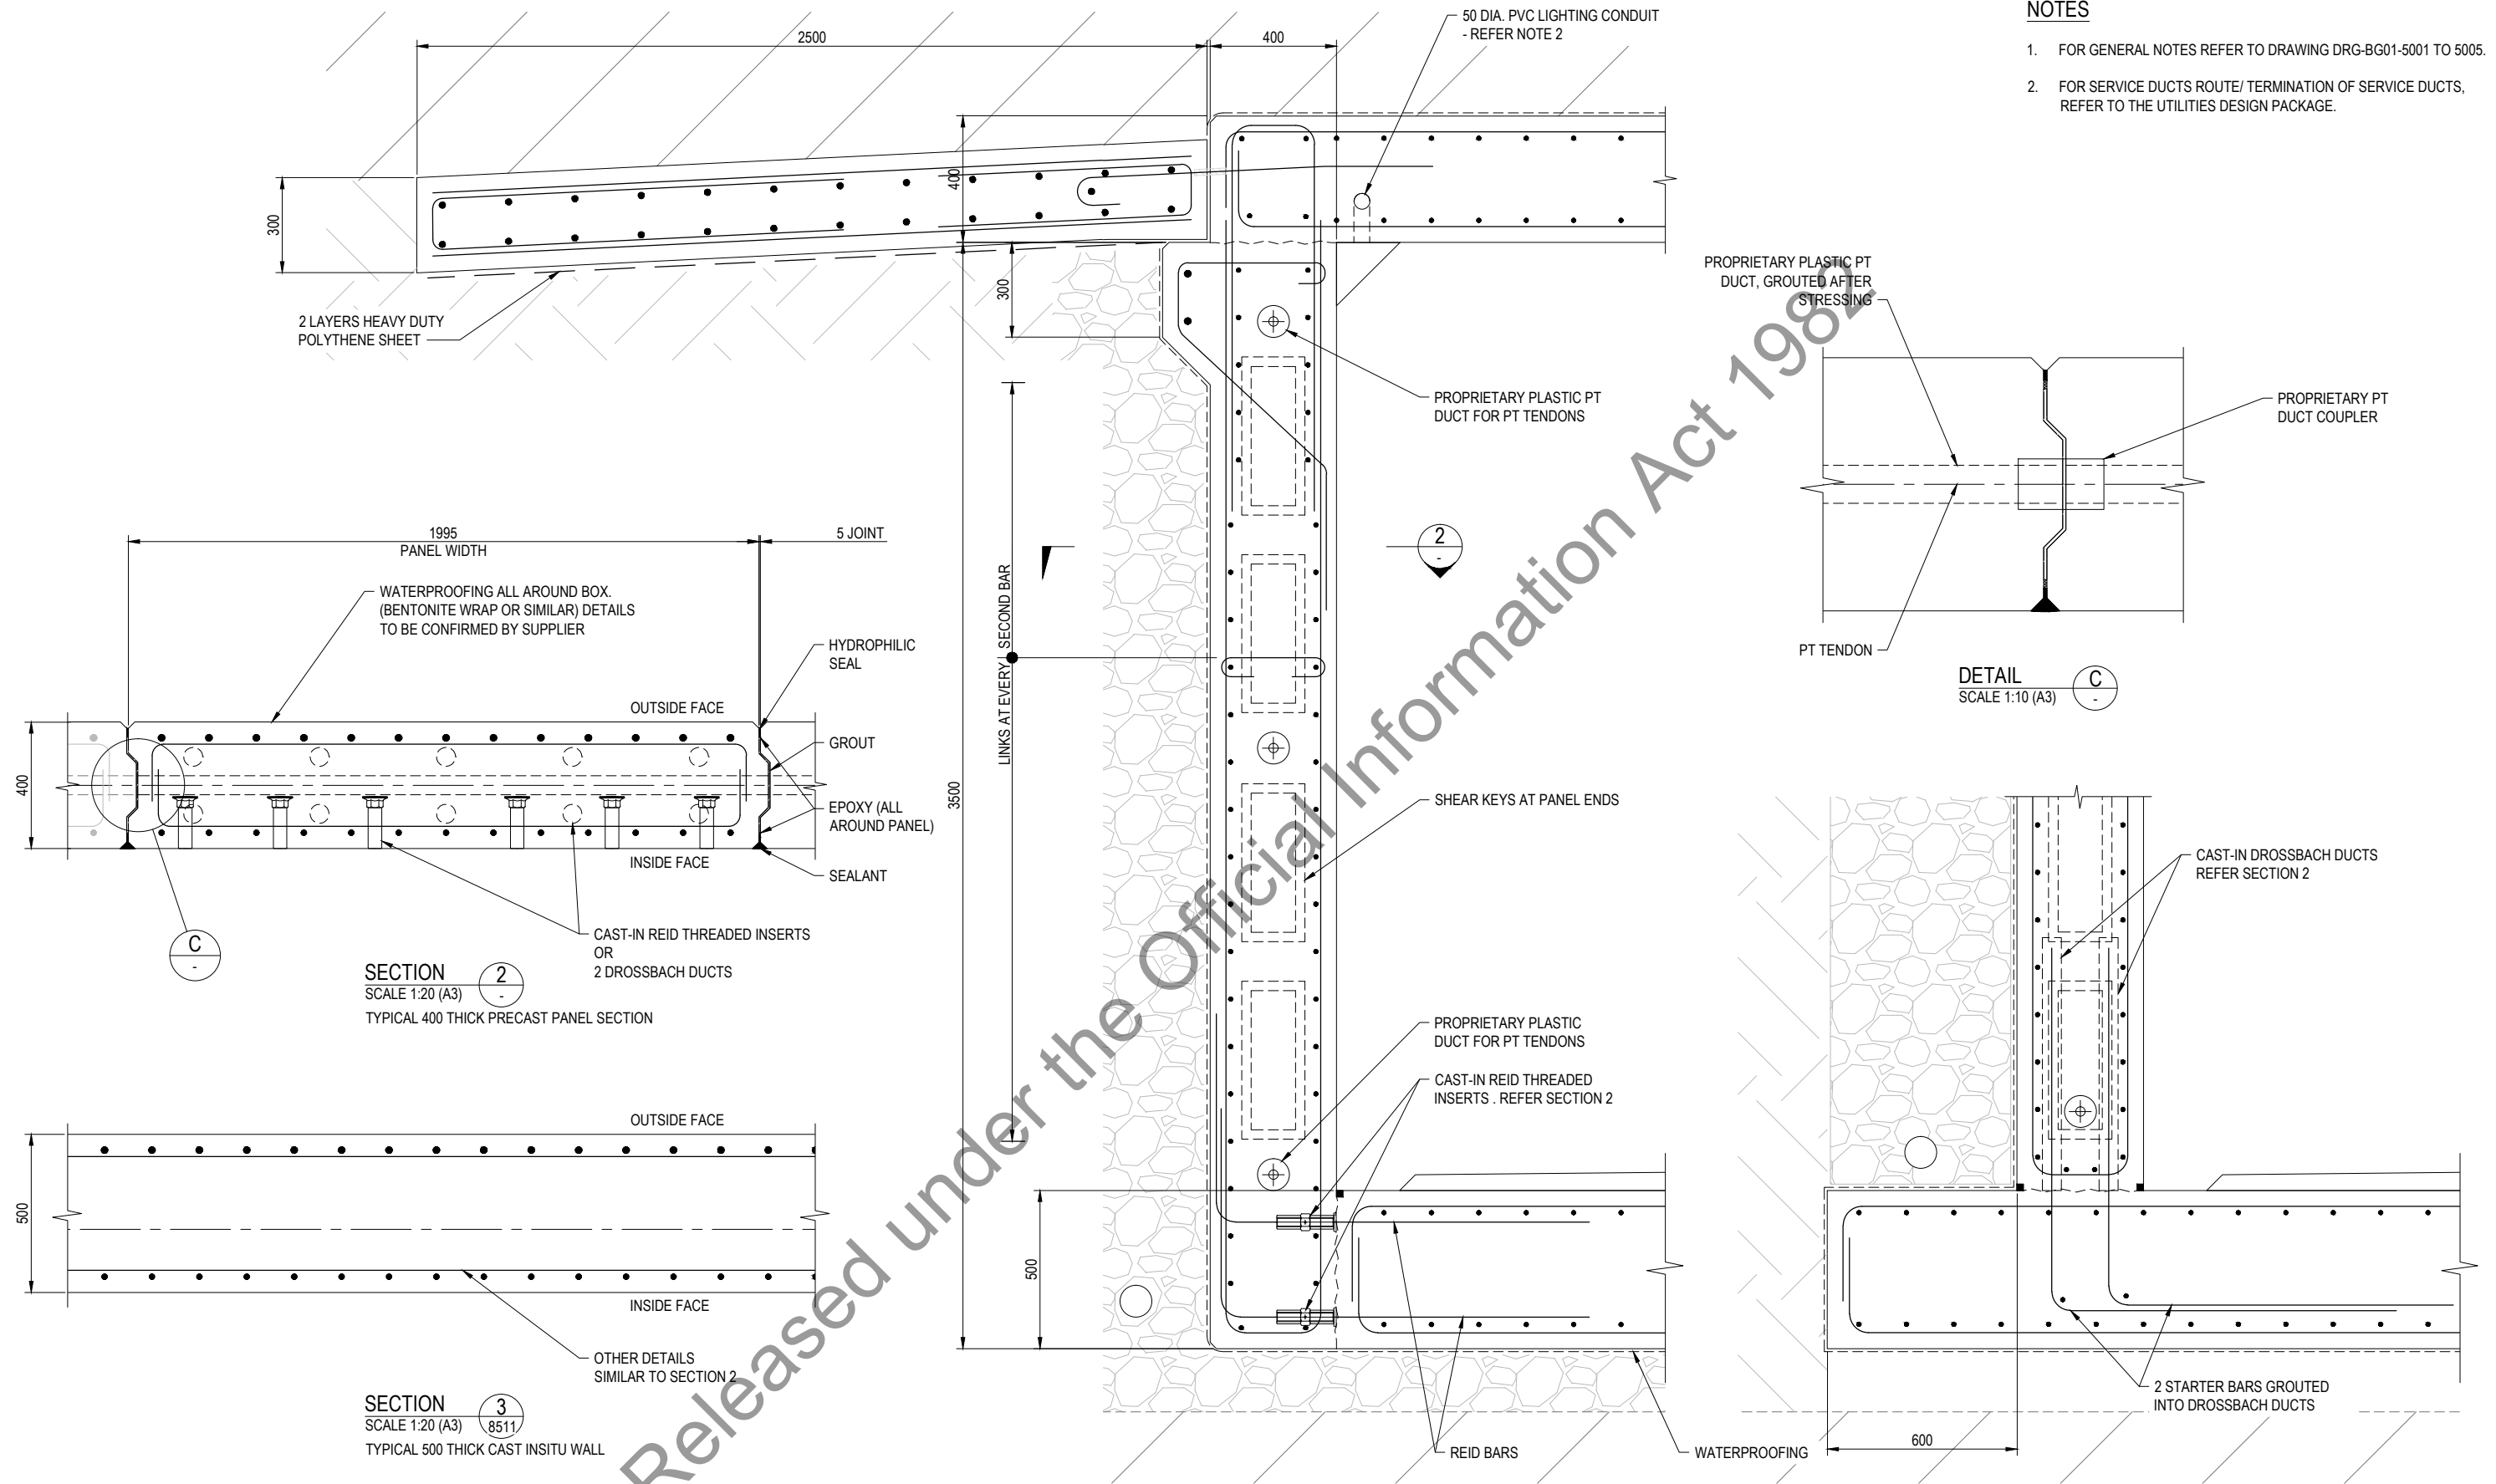 NOTES
1. FOR GENERAL NOTES REFER TO DRAWING DRG-BG01-5001 TO 5005.
2. FOR SERVICE DUCTS ROUTE/ TERMINATION OF SERVICE DUCTS,
REFER TO THE UTILITIES DESIGN PACKAGE.
2500
400
50 DIA. PVC LIGHTING CONDUIT
- REFER NOTE 2
300
400
300
2 LAYERS HEAVY DUTY
POLYTHENE SHEET
PROPRIETARY PLASTIC PT
DUCT FOR PT TENDONS
LINKS AT EVERY SECOND BAR
3500
2
-
SHEAR KEYS AT PANEL ENDS
PROPRIETARY PLASTIC
DUCT FOR PT TENDONS
CAST-IN REID THREADED
INSERTS . REFER SECTION 2
500
REID BARS
WATERPROOFING
PROPRIETARY PLASTIC PT
DUCT, GROUTED AFTER
STRESSING
PROPRIETARY PT
DUCT COUPLER
PT TENDON
DETAIL
SCALE 1:10 (A3)
C
-
1995
PANEL WIDTH
5 JOINT
WATERPROOFING ALL AROUND BOX.
(BENTONITE WRAP OR SIMILAR) DETAILS
TO BE CONFIRMED BY SUPPLIER
HYDROPHILIC
SEAL
OUTSIDE FACE
GROUT
400
EPOXY (ALL
AROUND PANEL)
INSIDE FACE
SEALANT
C
-
CAST-IN REID THREADED INSERTS
OR
2 DROSSBACH DUCTS
SECTION
SCALE 1:20 (A3)
2
-
TYPICAL 400 THICK PRECAST PANEL SECTION
OUTSIDE FACE
500
INSIDE FACE
OTHER DETAILS
SIMILAR TO SECTION 2
SECTION
SCALE 1:20 (A3)
3
8511
TYPICAL 500 THICK CAST INSITU WALL
CAST-IN DROSSBACH DUCTS
REFER SECTION 2
2 STARTER BARS GROUTED
INTO DROSSBACH DUCTS
600
Released under the Official Information Act 1982